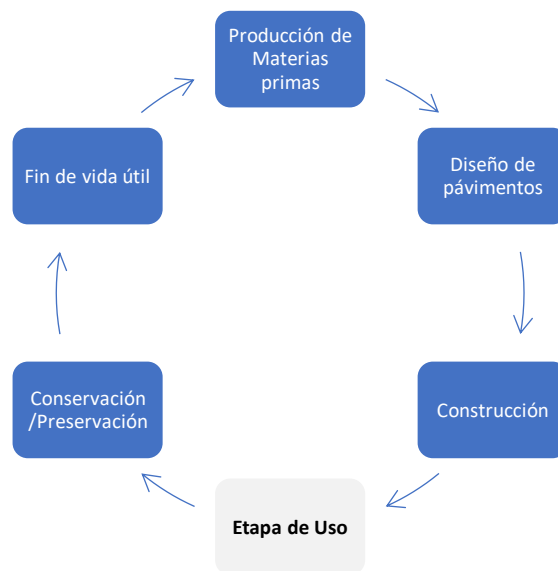 Producción de
Materias
primas
Diseño de
pávimentos
Construcción
Etapa de Uso
Conservación
/Preservación
Fin de vida útil